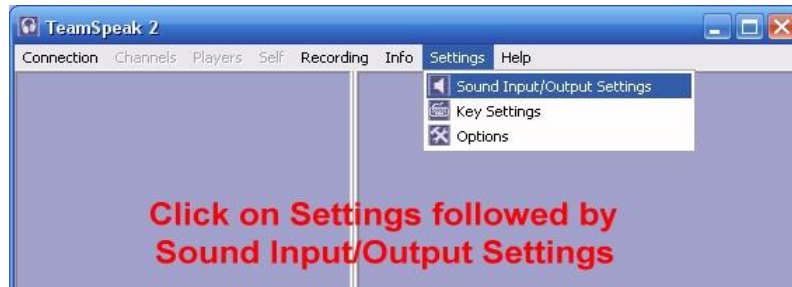 TeamSpeak 2
Connection Channels Players Self Recording Info Settings Help
Sound Input/Output Settings
Key Settings
Options
Click on Settings followed by
Sound Input/Output Settings